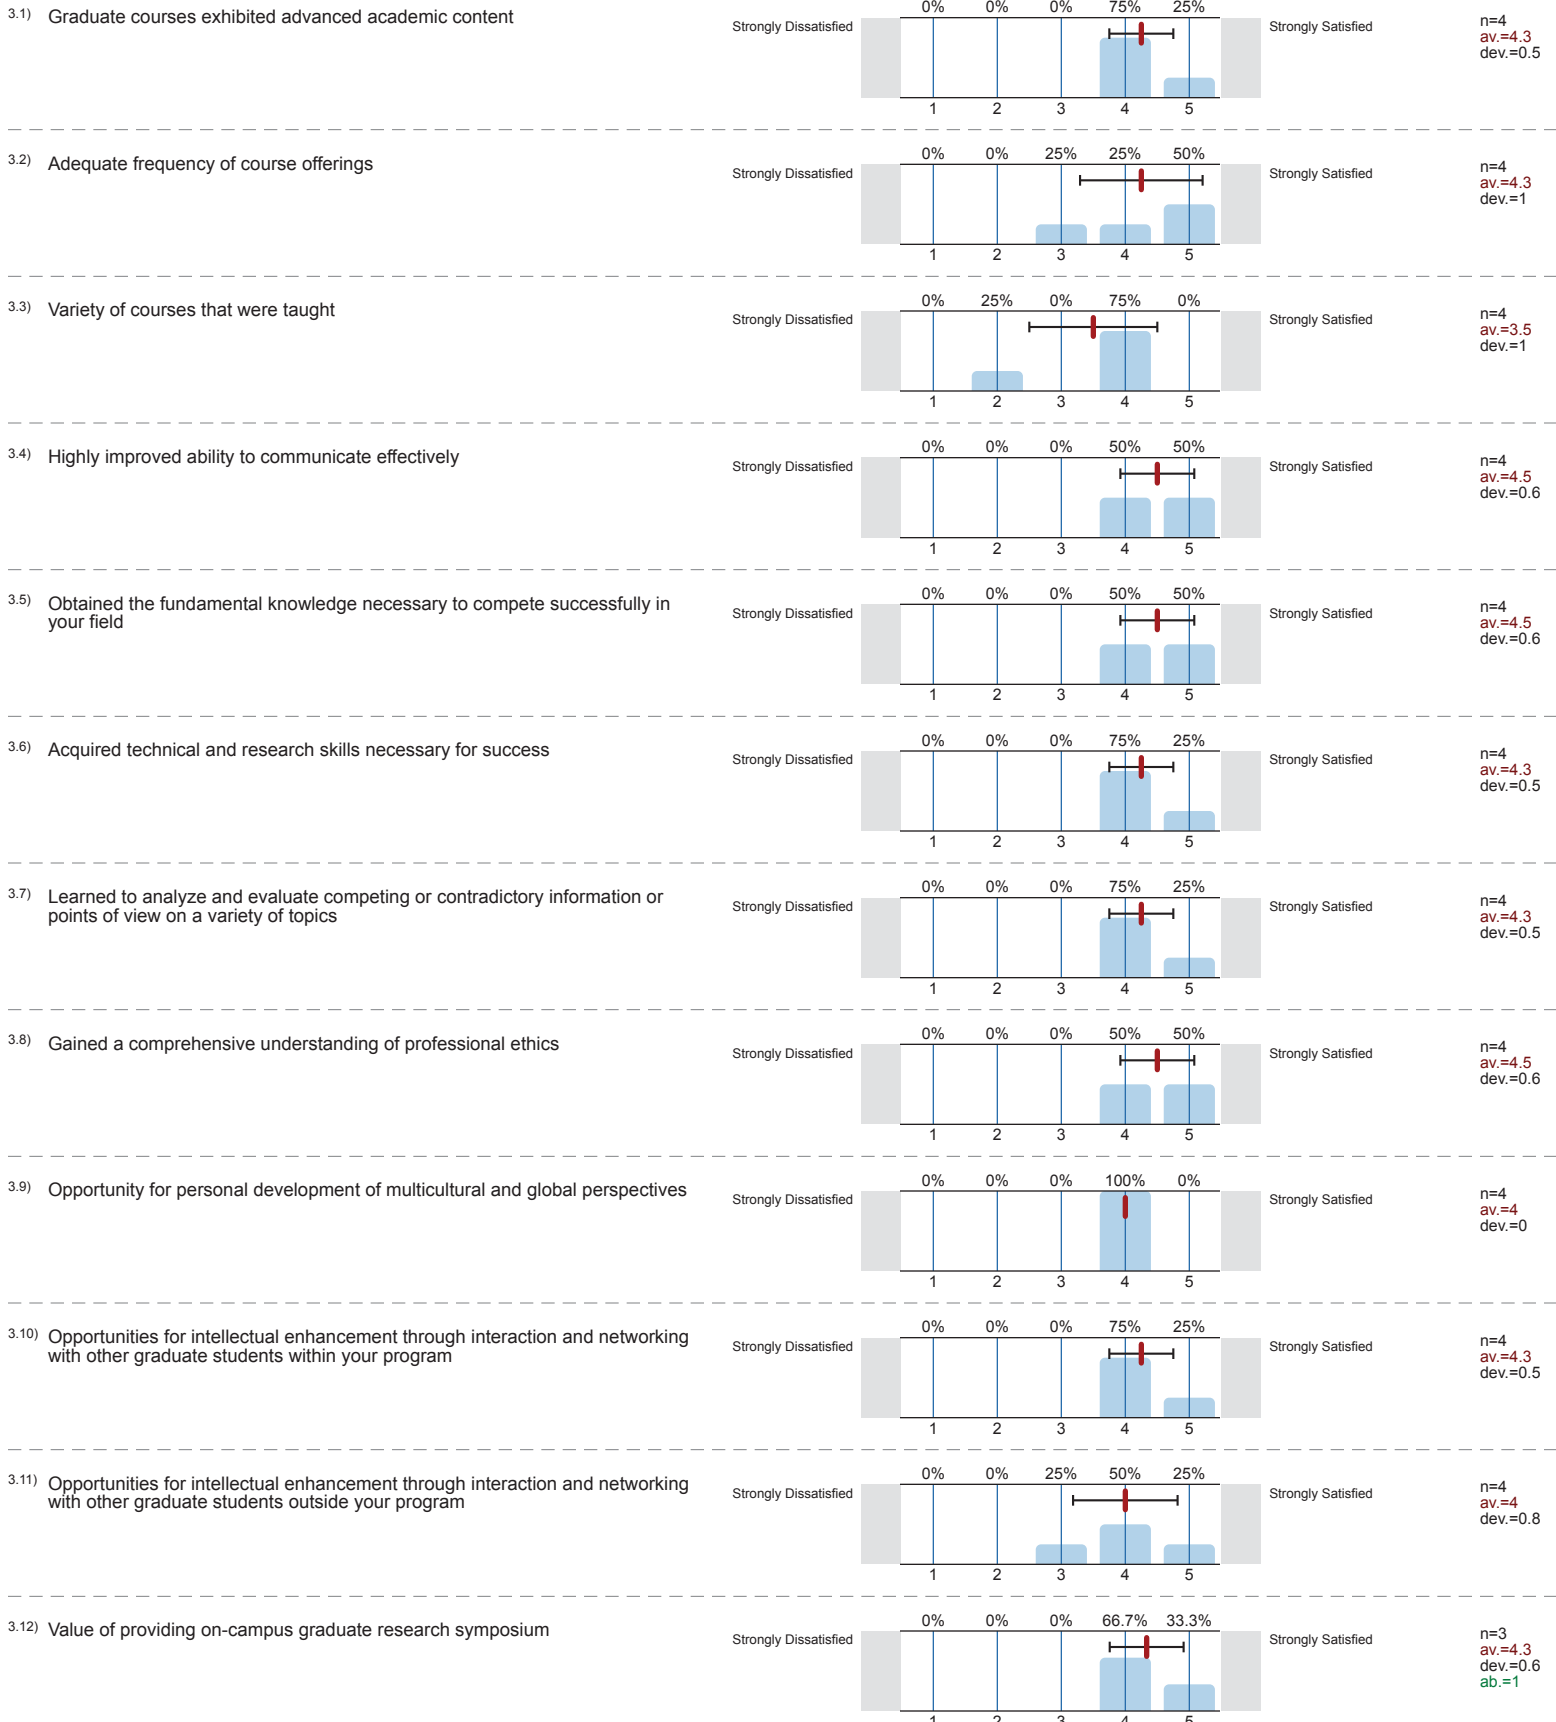 3.1) Graduate courses exhibited advanced academic content
0% 0% 0% 75% 25%
Strongly Dissatisfied Strongly Satisfied
n=4
av.=4.3
dev.=0.5
1 2 3 4 5
3.2) Adequate frequency of course offerings
0% 0% 25% 25% 50%
Strongly Dissatisfied Strongly Satisfied
n=4
av.=4.3
dev.=1
1 2 3 4 5
3.3) Variety of courses that were taught
0% 25% 0% 75% 0%
Strongly Dissatisfied Strongly Satisfied
n=4
av.=3.5
dev.=1
1 2 3 4 5
3.4) Highly improved ability to communicate effectively
0% 0% 0% 50% 50%
Strongly Dissatisfied Strongly Satisfied
n=4
av.=4.5
dev.=0.6
1 2 3 4 5
3.5) Obtained the fundamental knowledge necessary to compete successfully in
your field
0% 0% 0% 50% 50%
Strongly Dissatisfied Strongly Satisfied
n=4
av.=4.5
dev.=0.6
1 2 3 4 5
3.6) Acquired technical and research skills necessary for success
0% 0% 0% 75% 25%
Strongly Dissatisfied Strongly Satisfied
n=4
av.=4.3
dev.=0.5
1 2 3 4 5
3.7) Learned to analyze and evaluate competing or contradictory information or
points of view on a variety of topics
0% 0% 0% 75% 25%
Strongly Dissatisfied Strongly Satisfied
n=4
av.=4.3
dev.=0.5
1 2 3 4 5
3.8) Gained a comprehensive understanding of professional ethics
0% 0% 0% 50% 50%
Strongly Dissatisfied Strongly Satisfied
n=4
av.=4.5
dev.=0.6
1 2 3 4 5
3.9) Opportunity for personal development of multicultural and global perspectives
0% 0% 0% 100% 0%
Strongly Dissatisfied Strongly Satisfied
n=4
av.=4
dev.=0
1 2 3 4 5
3.10) Opportunities for intellectual enhancement through interaction and networking
with other graduate students within your program
0% 0% 0% 75% 25%
Strongly Dissatisfied Strongly Satisfied
n=4
av.=4.3
dev.=0.5
1 2 3 4 5
3.11) Opportunities for intellectual enhancement through interaction and networking
with other graduate students outside your program
0% 0% 25% 50% 25%
Strongly Dissatisfied Strongly Satisfied
n=4
av.=4
dev.=0.8
1 2 3 4 5
3.12) Value of providing on-campus graduate research symposium
0% 0% 0% 66.7% 33.3%
Strongly Dissatisfied Strongly Satisfied
n=3
av.=4.3
dev.=0.6
ab.=1
1 2 3 4 5